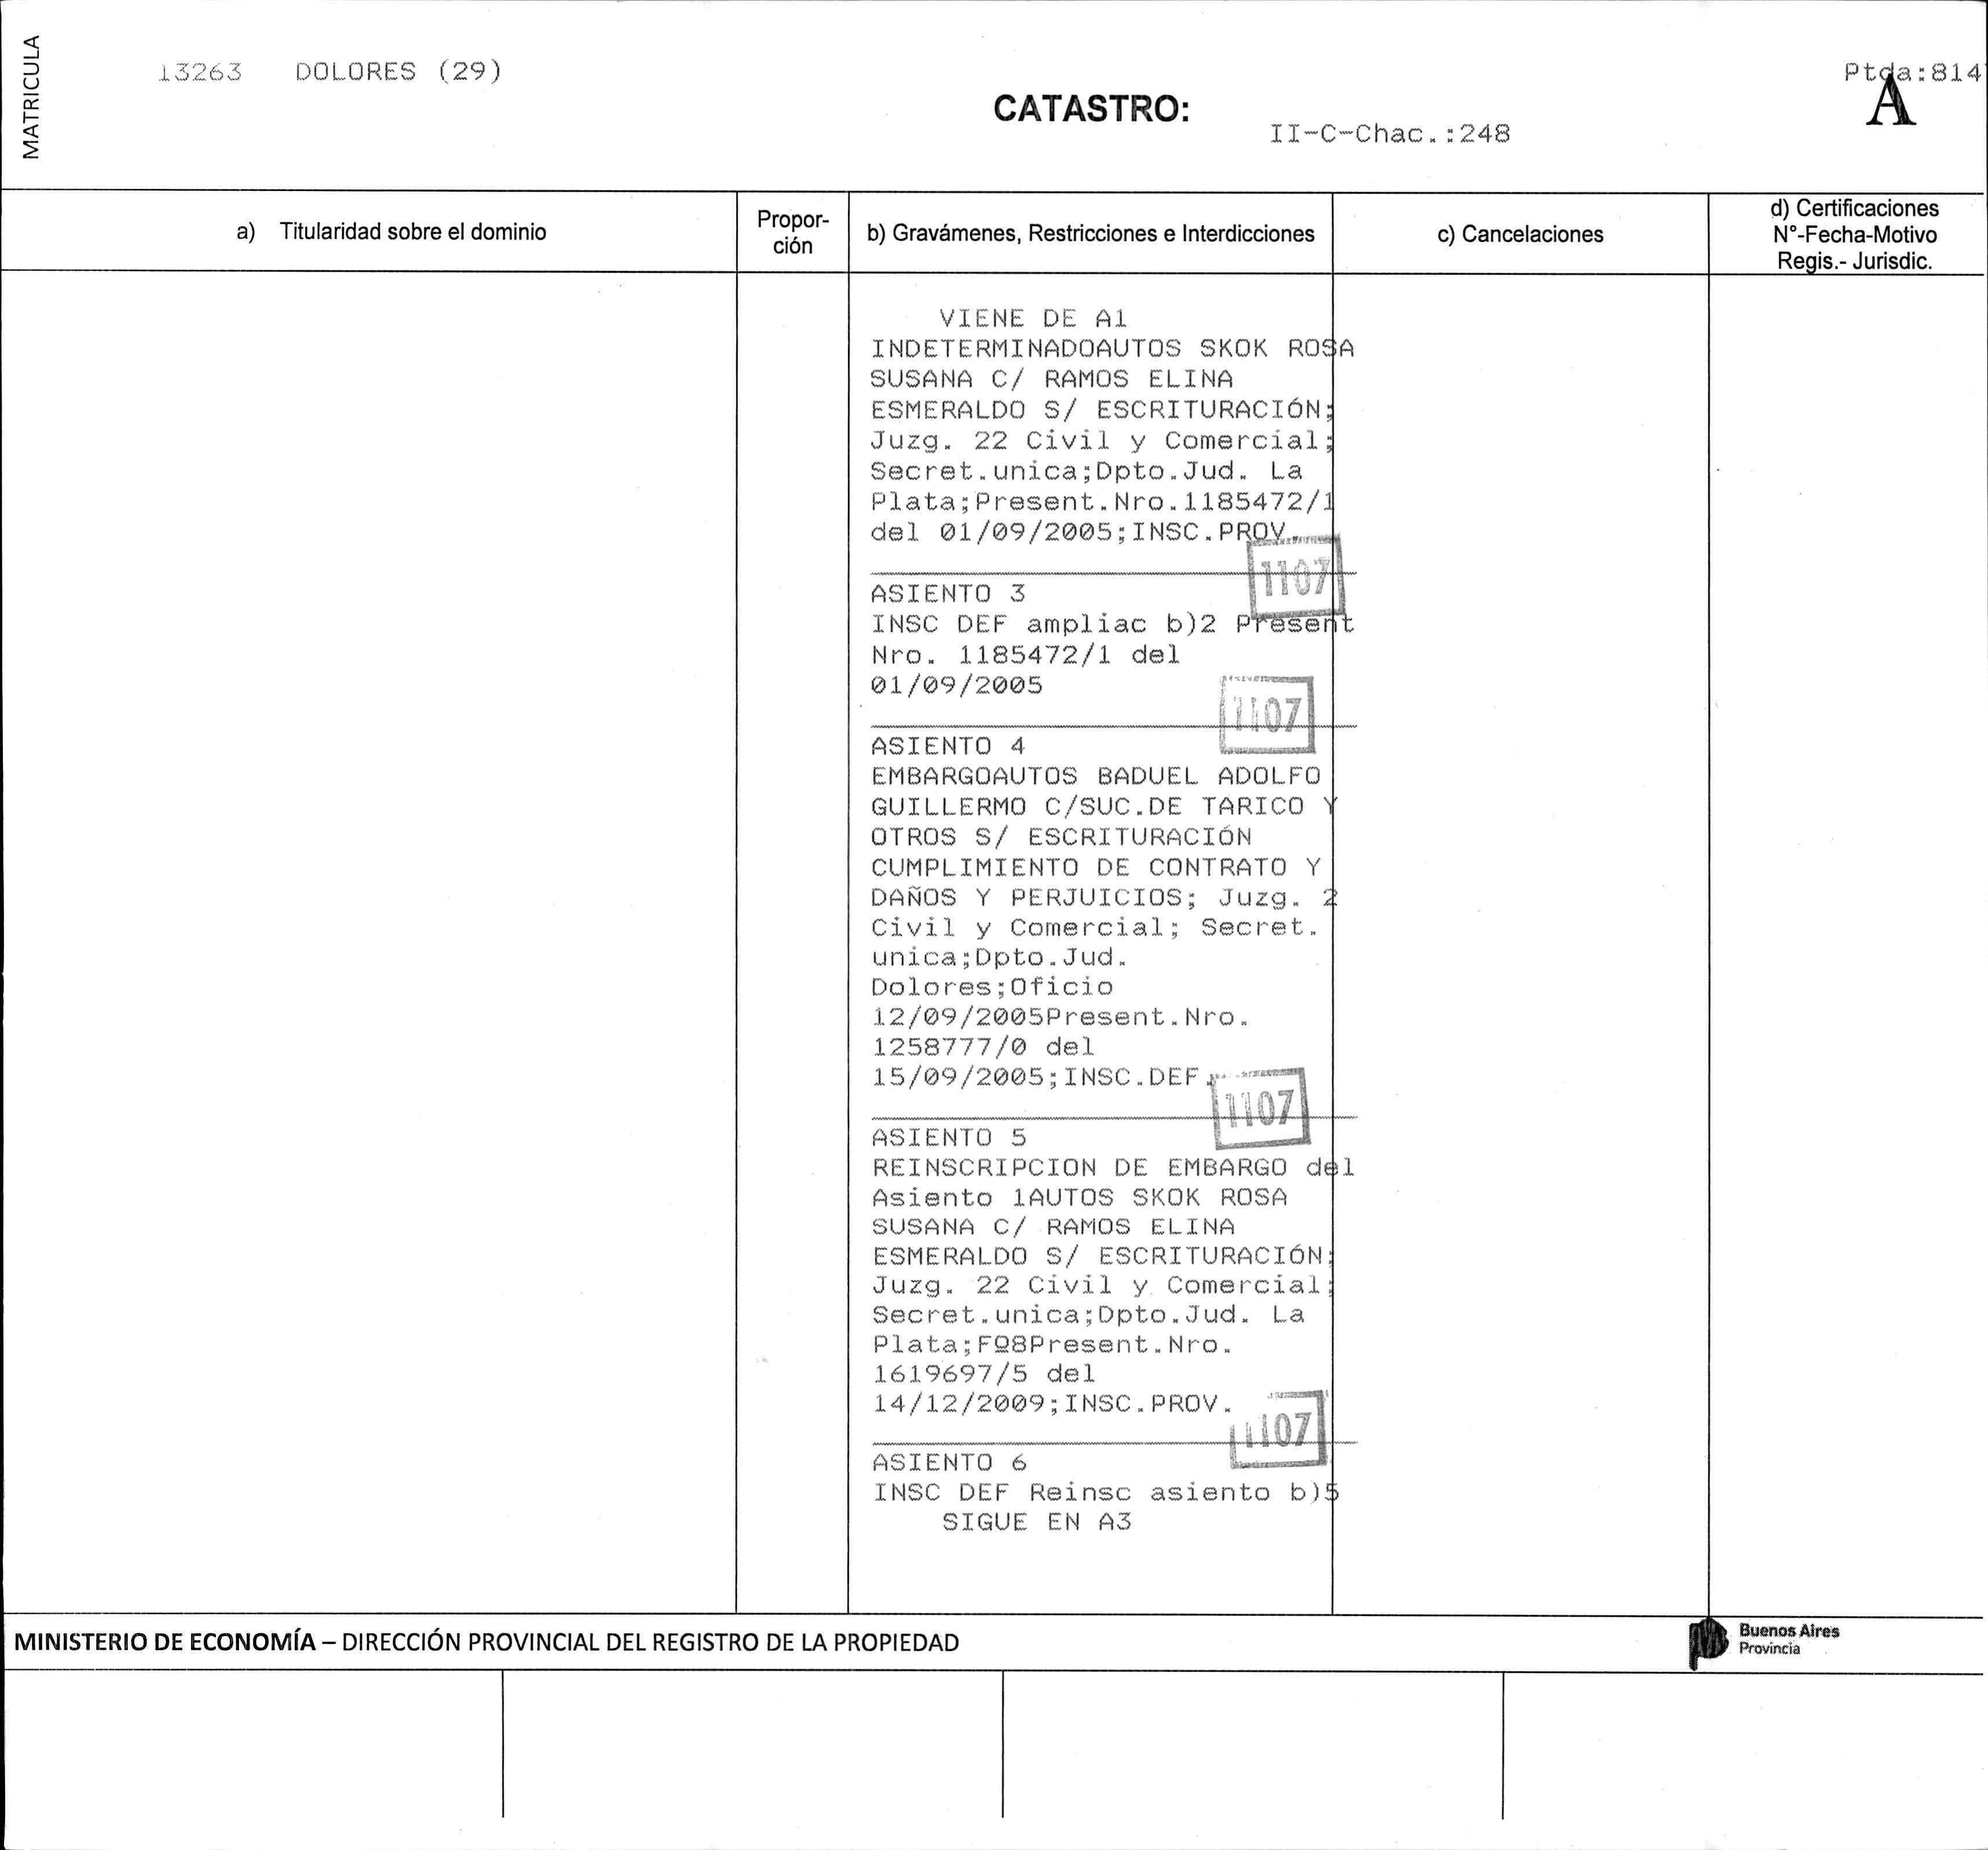 MATRICULA
13263 DOLORES (29)
CATASTRO:
II-C-Chac.:248
Ptda:814
A
a) Titularidad sobre el dominio
Propor-
ción
b) Gravámenes, Restricciones e Interdicciones
c) Cancelaciones
d) Certificaciones
N°-Fecha-Motivo
Regis.- Jurisdic.
VIENE DE A1
INDETERMINADOAUTOS SKOK ROSA
SUSANA C/ RAMOS ELINA
ESMERALDO S/ ESCRITURACIÓN;
Juzg. 22 Civil y Comercial;
Secret.unica;Dpto.Jud. La
Plata;Present.Nro.1185472/1
del 01/09/2005;INSC.PROV.
1107
ASIENTO 3
INSC DEF ampliac b)2 Present
Nro. 1185472/1 del
01/09/2005
1107
ASIENTO 4
EMBARGOAUTOS BADUEL ADOLFO
GUILLERMO C/SUC.DE TARICO Y
OTROS S/ ESCRITURACIÓN
CUMPLIMIENTO DE CONTRATO Y
DAÑOS Y PERJUICIOS; Juzg. 2
Civil y Comercial; Secret.
unica;Dpto.Jud.
Dolores;Oficio
12/09/2005Present.Nro.
1258777/0 del
15/09/2005;INSC.DEF.
1107
ASIENTO 5
REINSCRIPCION DE EMBARGO del
Asiento 1AUTOS SKOK ROSA
SUSANA C/ RAMOS ELINA
ESMERALDO S/ ESCRITURACIÓN;
Juzg. 22 Civil y Comercial;
Secret.unica;Dpto.Jud. La
Plata;Fº8Present.Nro.
1619697/5 del
14/12/2009;INSC.PROV.
1107
ASIENTO 6
INSC DEF Reinsc asiento b)5
SIGUE EN A3
MINISTERIO DE ECONOMÍA – DIRECCIÓN PROVINCIAL DEL REGISTRO DE LA PROPIEDAD
Buenos Aires
Provincia